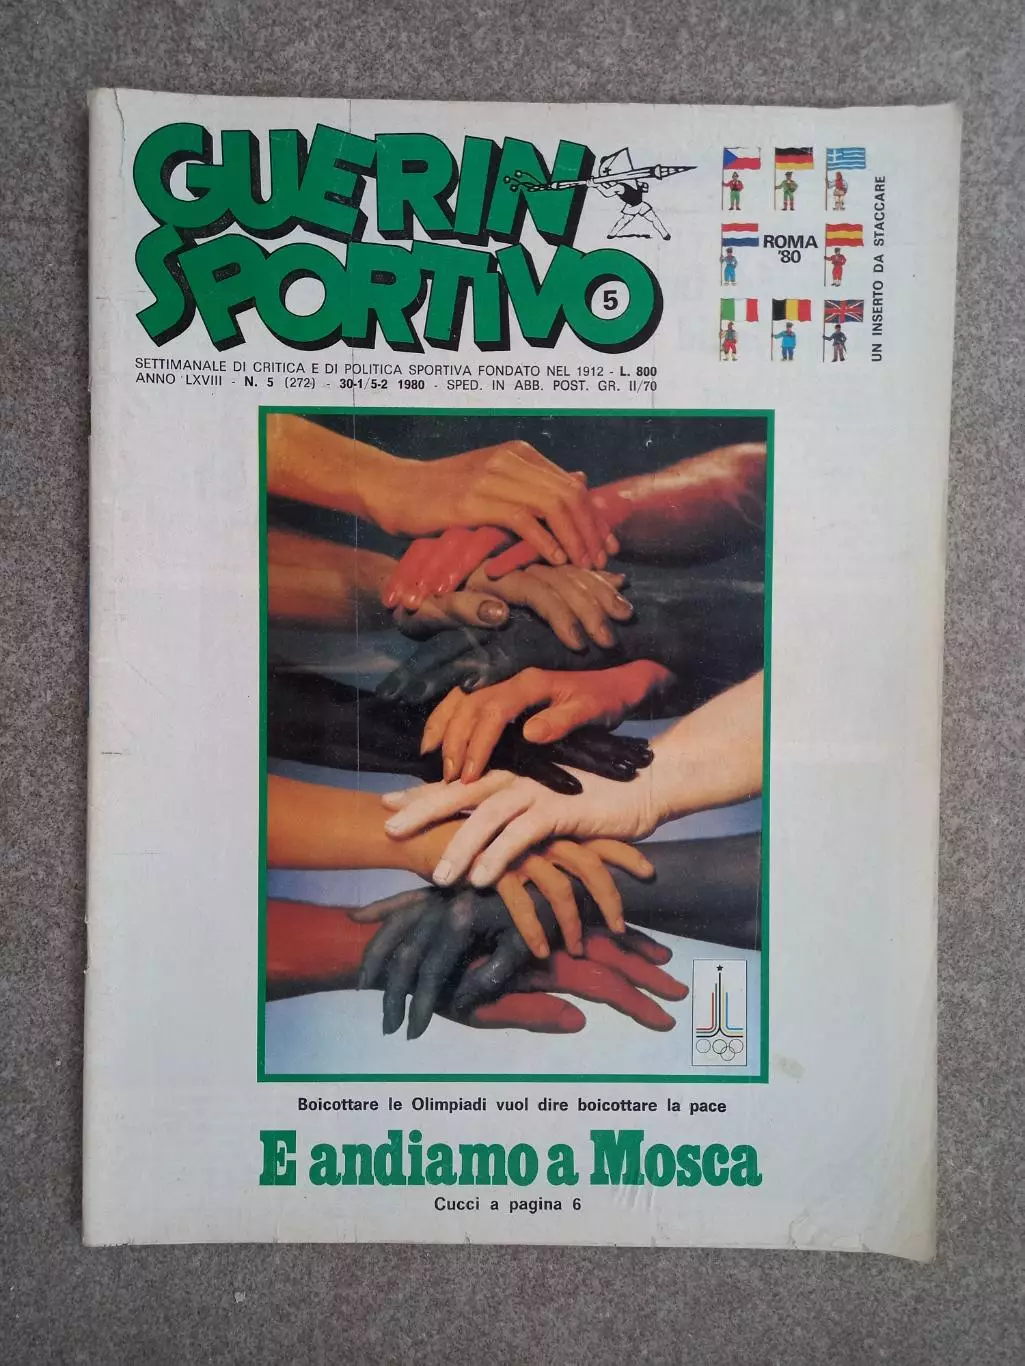 GUERIN
SPORTIVO
5
ROMA
'80
UN INSERTO DA STACCARE
SETTIMANALE DI CRITICA E DI POLITICA SPORTIVA FONDATO NEL 1912 - L. 800
ANNO LXVIII - N. 5 (272) - 30-1/5-2 1980 - SPED. IN ABB. POST. GR. II/70
Boicottare le Olimpiadi vuol dire boicottare la pace
E andiamo a Mosca
Cucci a pagina 6